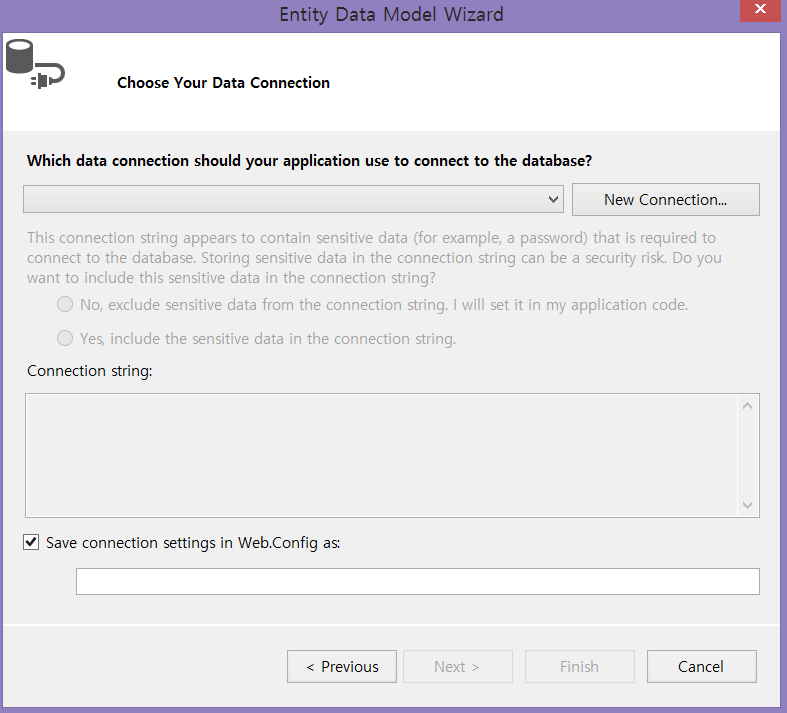 Entity Data Model Wizard
Choose Your Data Connection
Which data connection should your application use to connect to the database?
New Connection...
This connection string appears to contain sensitive data (for example, a password) that is required to
connect to the database. Storing sensitive data in the connection string can be a security risk. Do you
want to include this sensitive data in the connection string?
No, exclude sensitive data from the connection string. I will set it in my application code.
Yes, include the sensitive data in the connection string.
Connection string:
Save connection settings in Web.Config as:
< Previous
Next >
Finish
Cancel